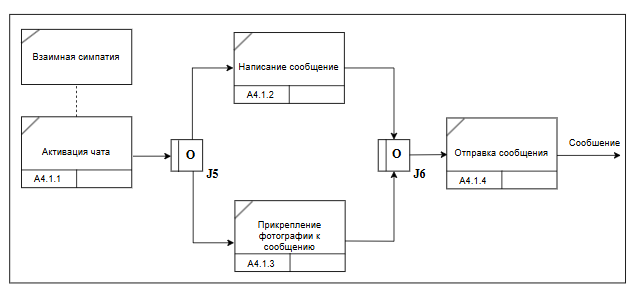 Взаимная симпатия
Активация чата
A4.1.1
O
J5
Написание сообщение
A4.1.2
Прикрепление
фотографии к
сообщению
A4.1.3
O
J6
Отправка сообщения
A4.1.4
Сообшение